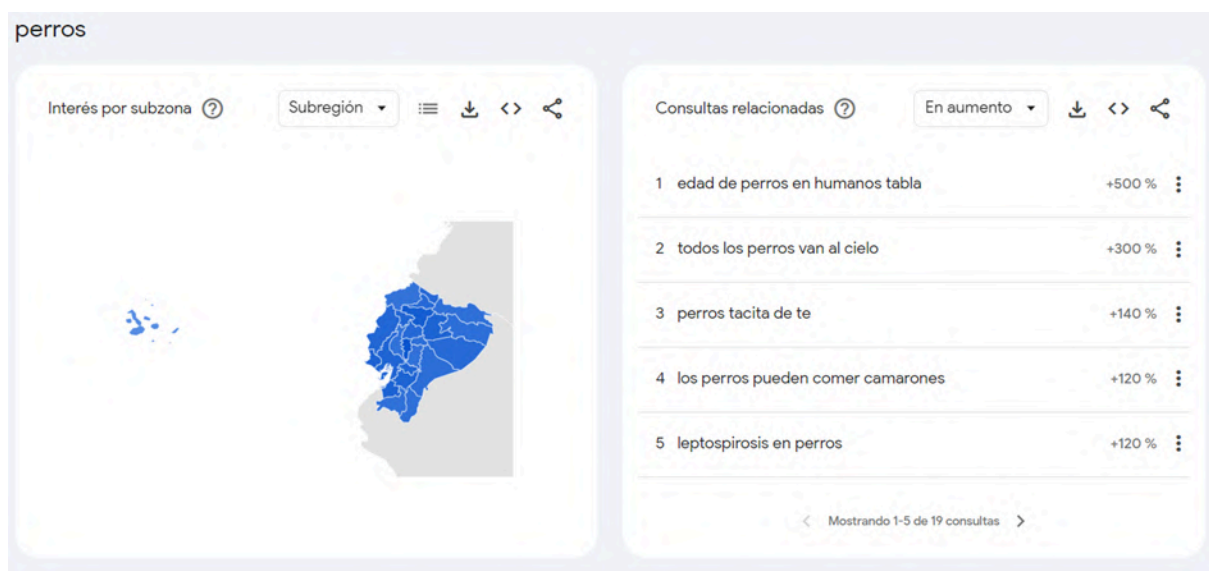 perros
Interés por subzona
Subregión
Consultas relacionadas
En aumento
1 edad de perros en humanos tabla +500 %
2 todos los perros van al cielo +300 %
3 perros tacita de te +140 %
4 los perros pueden comer camarones +120 %
5 leptospirosis en perros +120 %
Mostrando 1-5 de 19 consultas